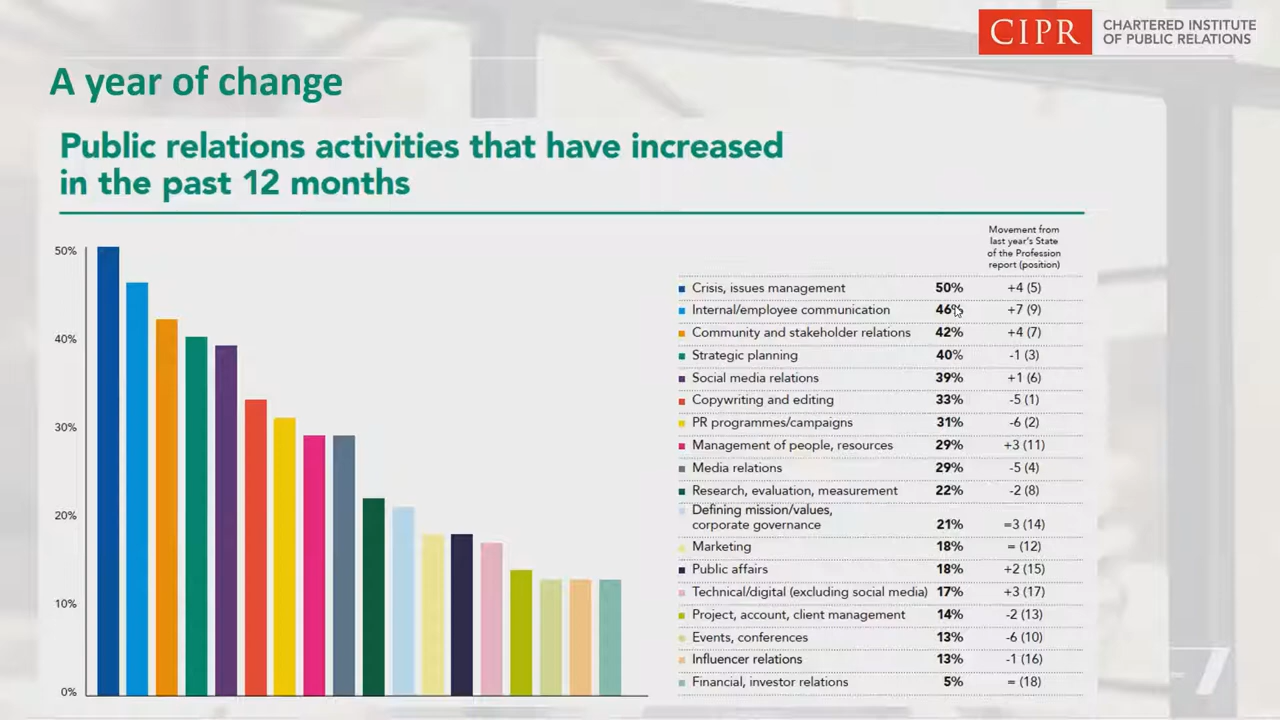 CIPR
CHARTERED INSTITUTE
OF PUBLIC RELATIONS
A year of change
Public relations activities that have increased
in the past 12 months
Movement from
last year's State
of the Profession
report (position)
50%
40%
30%
20%
10%
0%
Crisis, issues management 50% +4 (5)
Internal/employee communication 46% +7 (9)
Community and stakeholder relations 42% +4 (7)
Strategic planning 40% -1 (3)
Social media relations 39% +1 (6)
Copywriting and editing 33% -5 (1)
PR programmes/campaigns 31% -6 (2)
Management of people, resources 29% +3 (11)
Media relations 29% -5 (4)
Research, evaluation, measurement 22% -2 (8)
Defining mission/values,
corporate governance 21% =3 (14)
Marketing 18% = (12)
Public affairs 18% +2 (15)
Technical/digital (excluding social media) 17% +3 (17)
Project, account, client management 14% -2 (13)
Events, conferences 13% -6 (10)
Influencer relations 13% -1 (16)
Financial, investor relations 5% = (18)